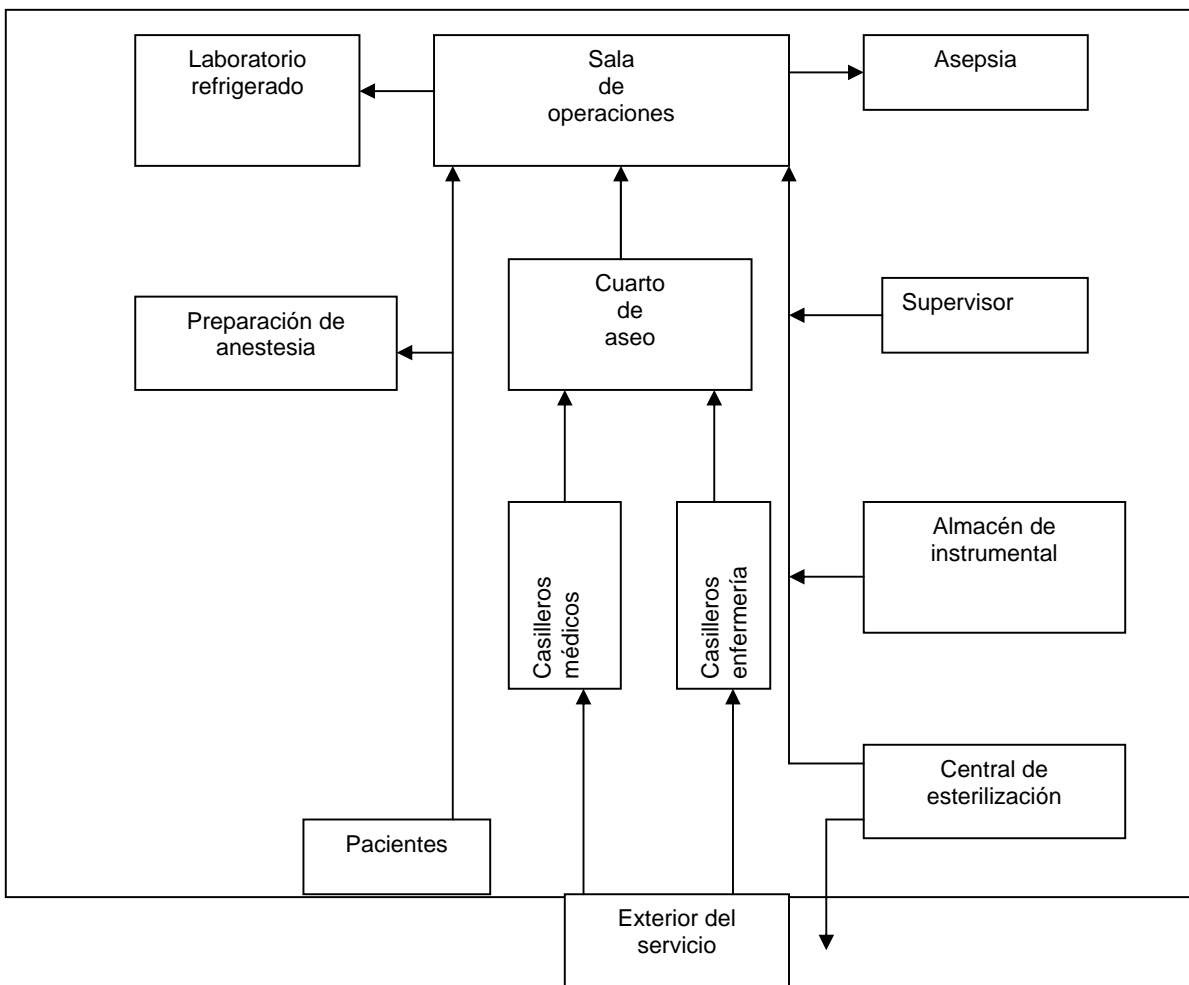 Laboratorio
refrigerado
Sala
de
operaciones
Asepsia
Preparación de
anestesia
Cuarto
de
aseo
Supervisor
Casilleros
médicos
Casilleros
enfermería
Almacén de
instrumental
Central de
esterilización
Pacientes
Exterior del
servicio